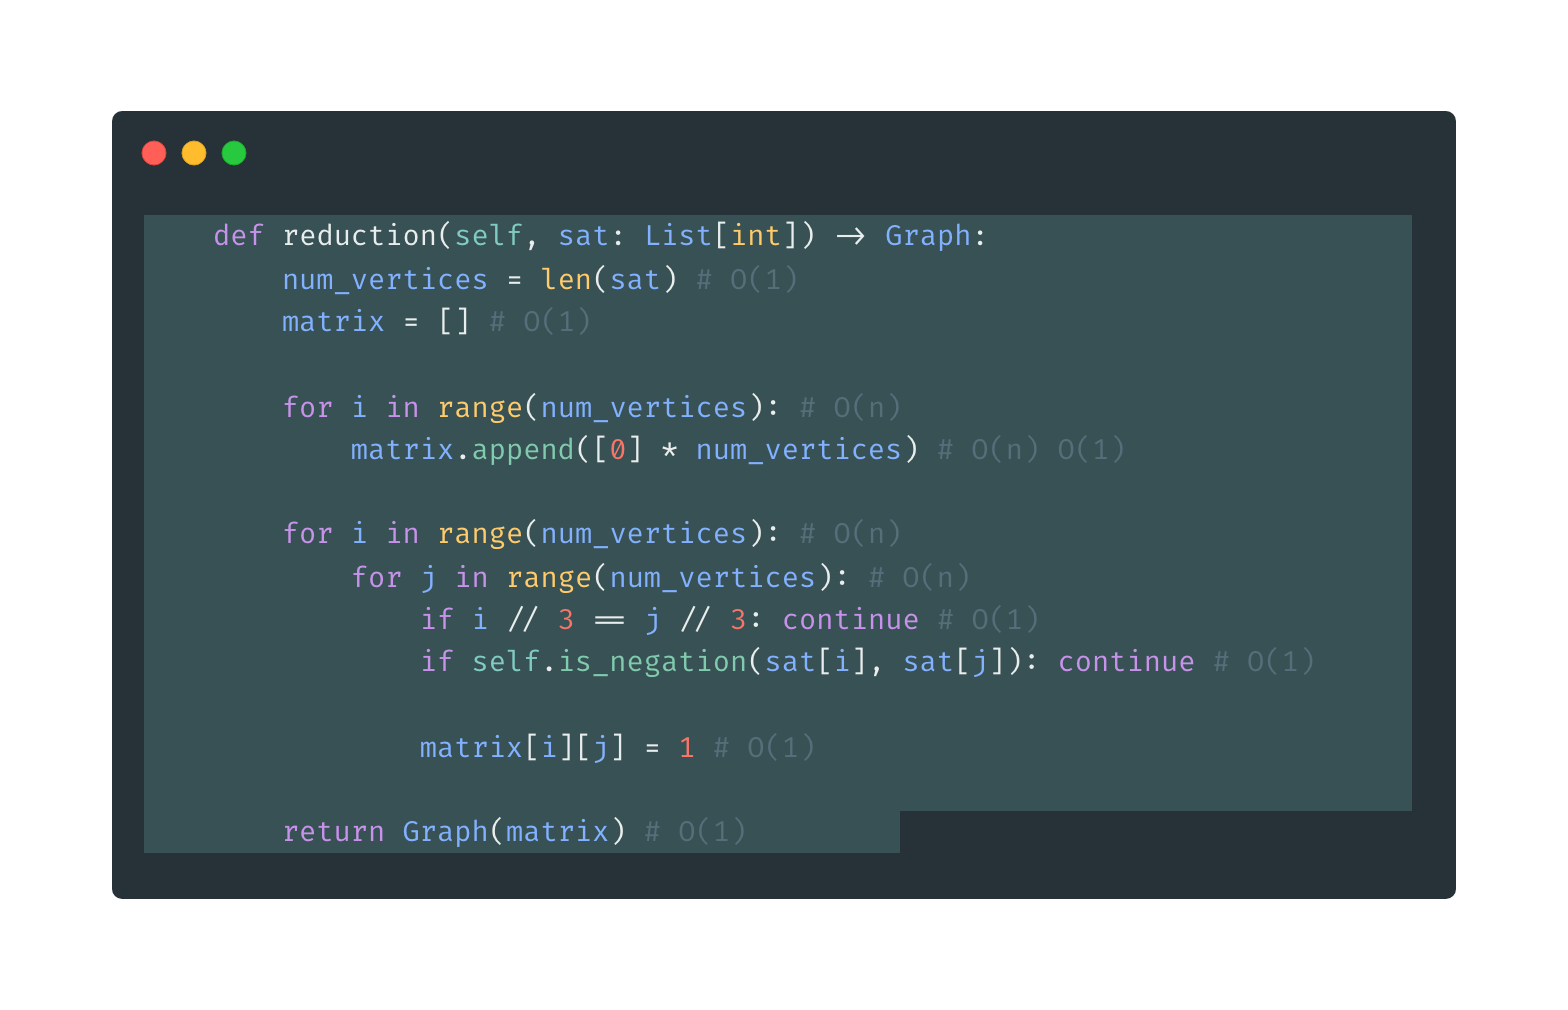 def reduction(self, sat: List[int]) -> Graph:
num_vertices = len(sat) # O(1)
matrix = [] # O(1)
for i in range(num_vertices): # O(n)
matrix.append([0] * num_vertices) # O(n) O(1)
for i in range(num_vertices): # O(n)
for j in range(num_vertices): # O(n)
if i // 3 == j // 3: continue # O(1)
if self.is_negation(sat[i], sat[j]): continue # O(1)
matrix[i][j] = 1 # O(1)
return Graph(matrix) # O(1)